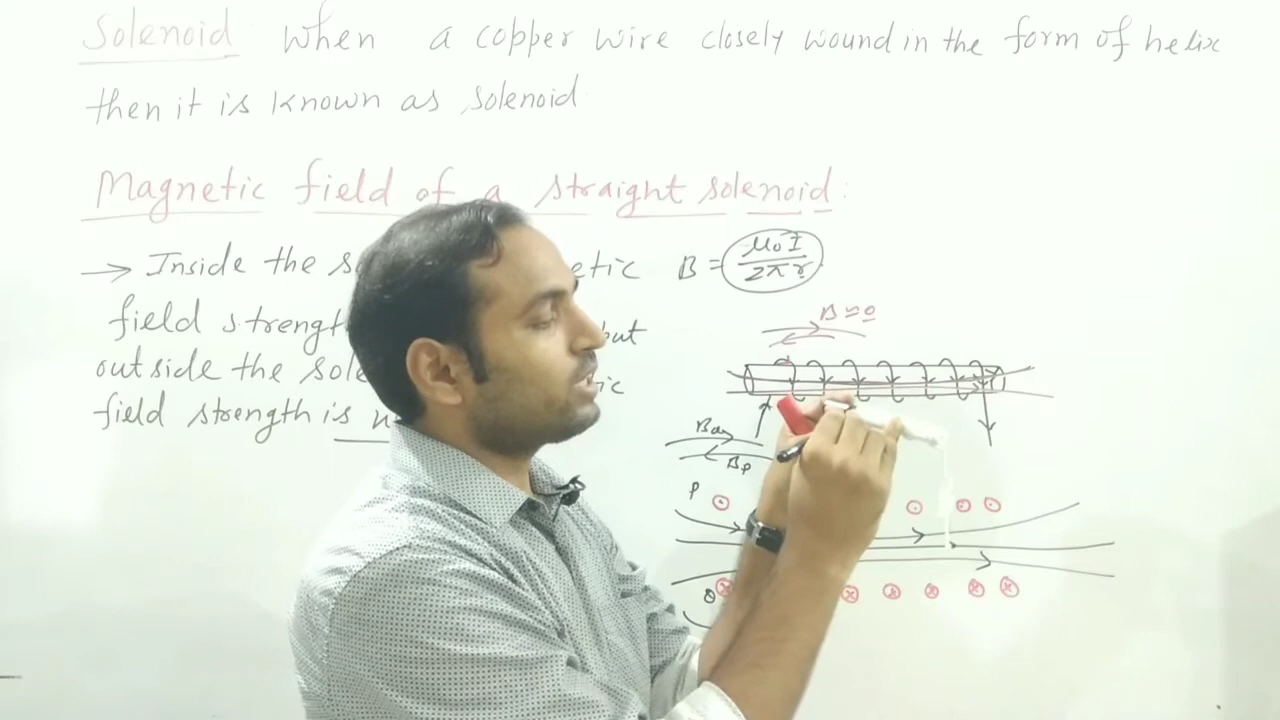 Solenoid When a copper wire closely wound in the form of helix
then it is known as solenoid.
Magnetic field of a straight solenoid:
→ Inside the etic
field strengt but
outside the sole ic
field strength is
B = μ₀I / 2πr
B ≈ 0
Bp
P